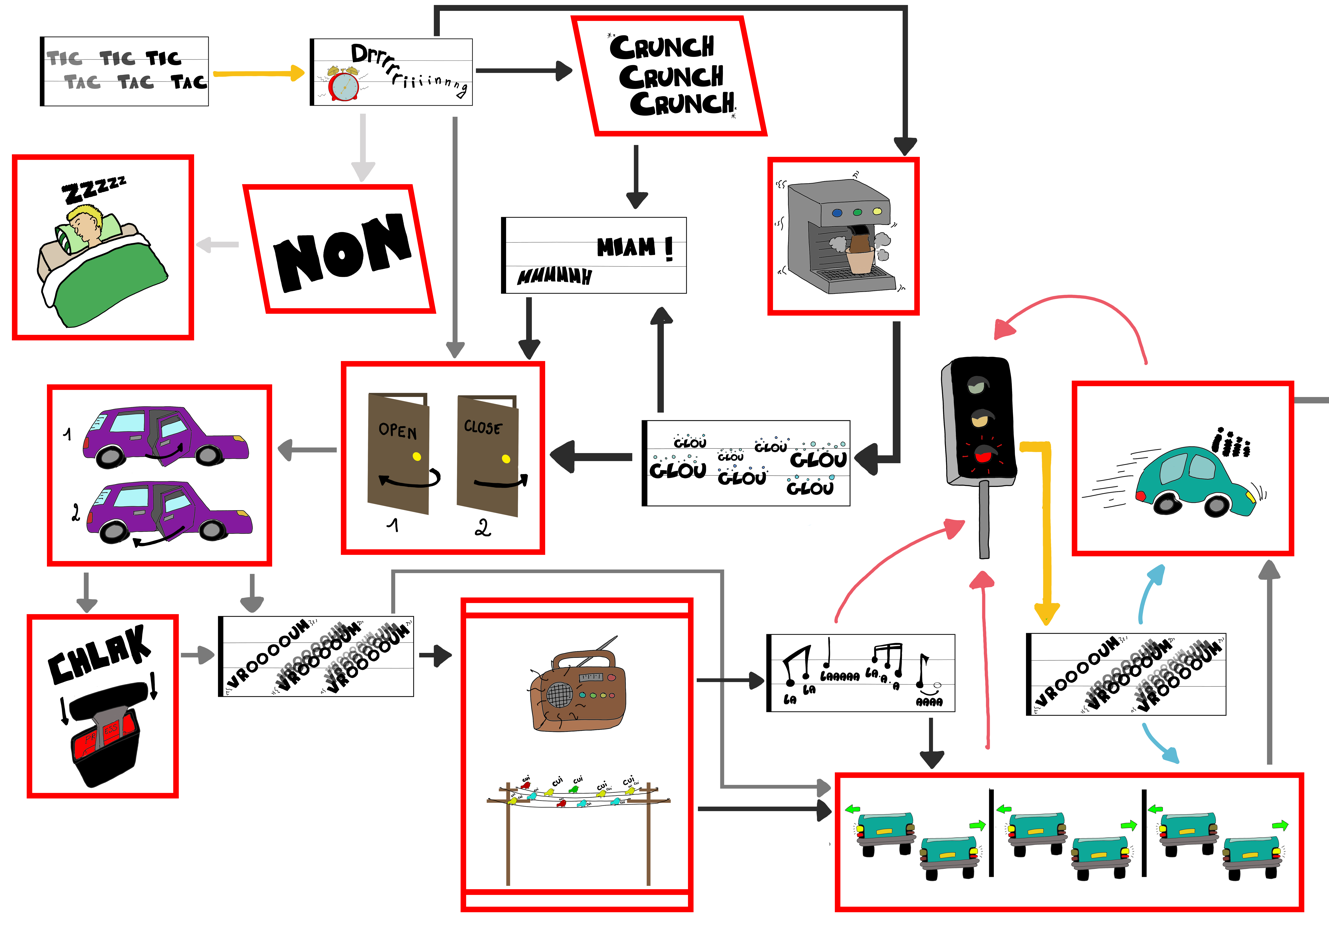 TIC TIC TIC
TAC TAC TAC
Drrrrrriiiiinnnng
*CRUNCH
CRUNCH
CRUNCH*
ZZZZZ
NON
MIAM !
MMMMMH
1
2
OPEN
CLOSE
1
2
GLOU GLOU GLOU GLOU
GLOU GLOU GLOU
iiii
CHLAK
VROOOOUM VROOOOUM VROOOOUM
LA LA LAAAAA LA.A.A AAAA
VROOOOUM VROOOOUM VROOOOUM
cui cui cui cui